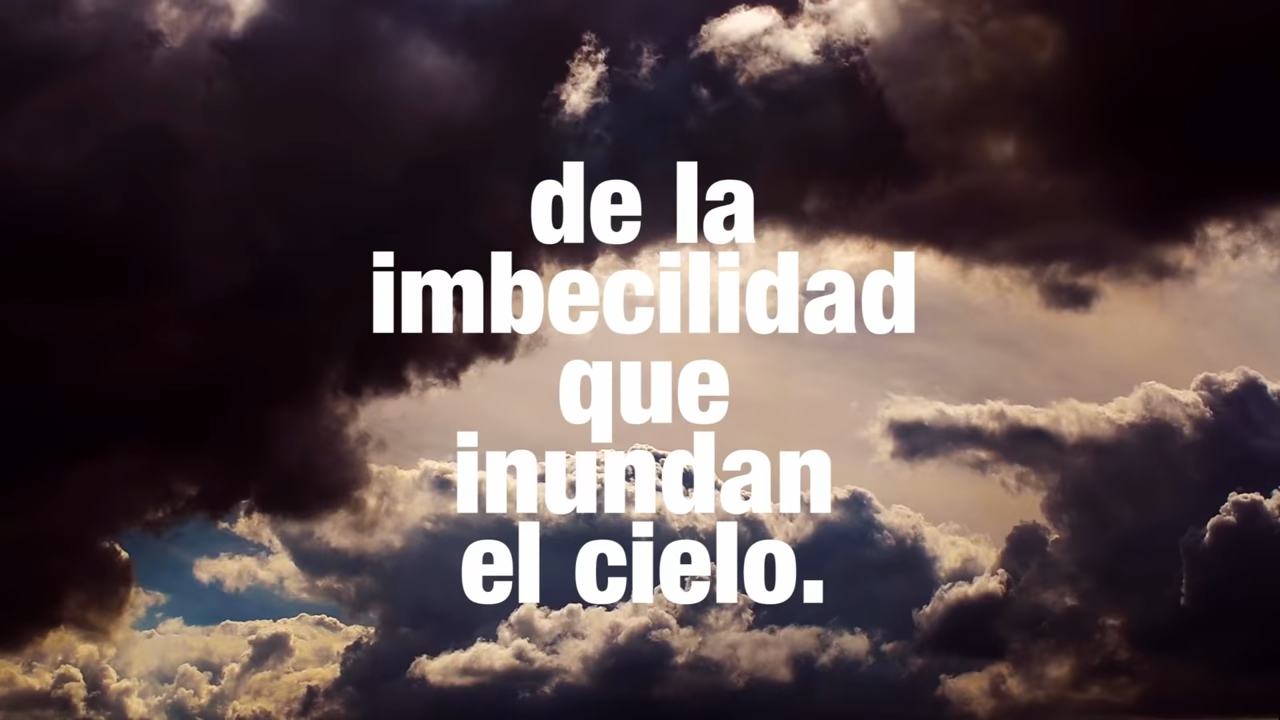 de la
imbecilidad
que
inundan
el cielo.